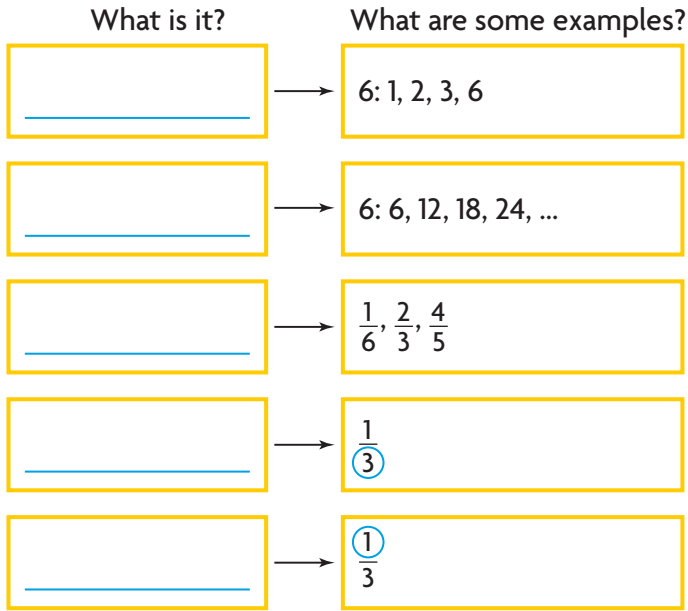 What is it? What are some examples?
6: 1, 2, 3, 6
6: 6, 12, 18, 24, ...
1/6, 2/3, 4/5
1/3
1/3